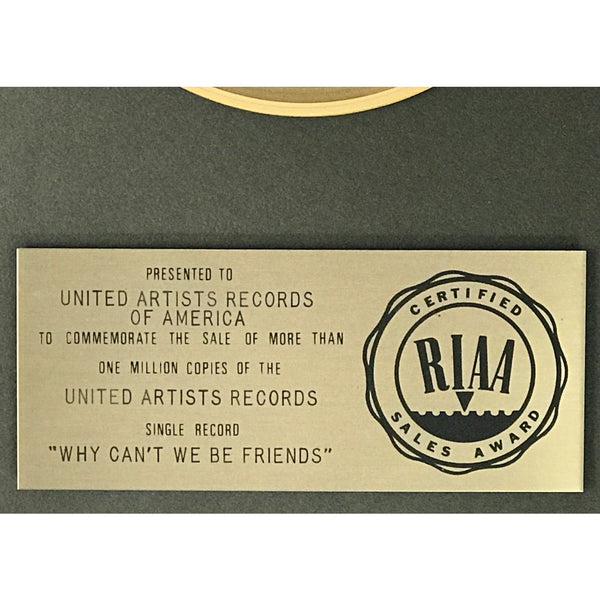 PRESENTED TO
UNITED ARTISTS RECORDS
OF AMERICA
TO COMMEMORATE THE SALE OF MORE THAN
ONE MILLION COPIES OF THE
UNITED ARTISTS RECORDS
SINGLE RECORD
"WHY CAN'T WE BE FRIENDS"
CERTIFIED
RIAA
SALES AWARD